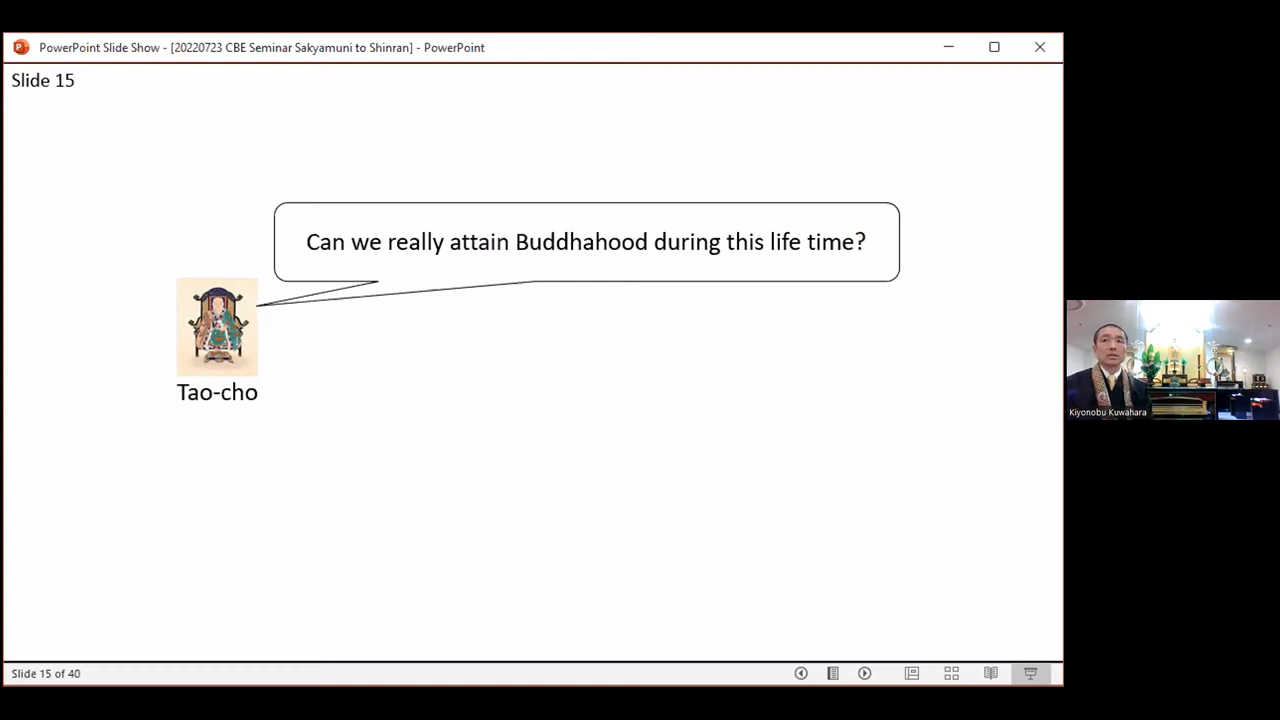 PowerPoint Slide Show - [20220723 CBE Seminar Sakyamuni to Shinran] - PowerPoint
Slide 15
Can we really attain Buddhahood during this life time?
Tao-cho
Kiyonobu Kuwahara
Slide 15 of 40